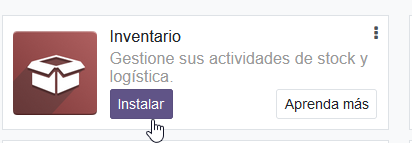 Inventario
Gestione sus actividades de stock y
logística.
Instalar
Aprenda más